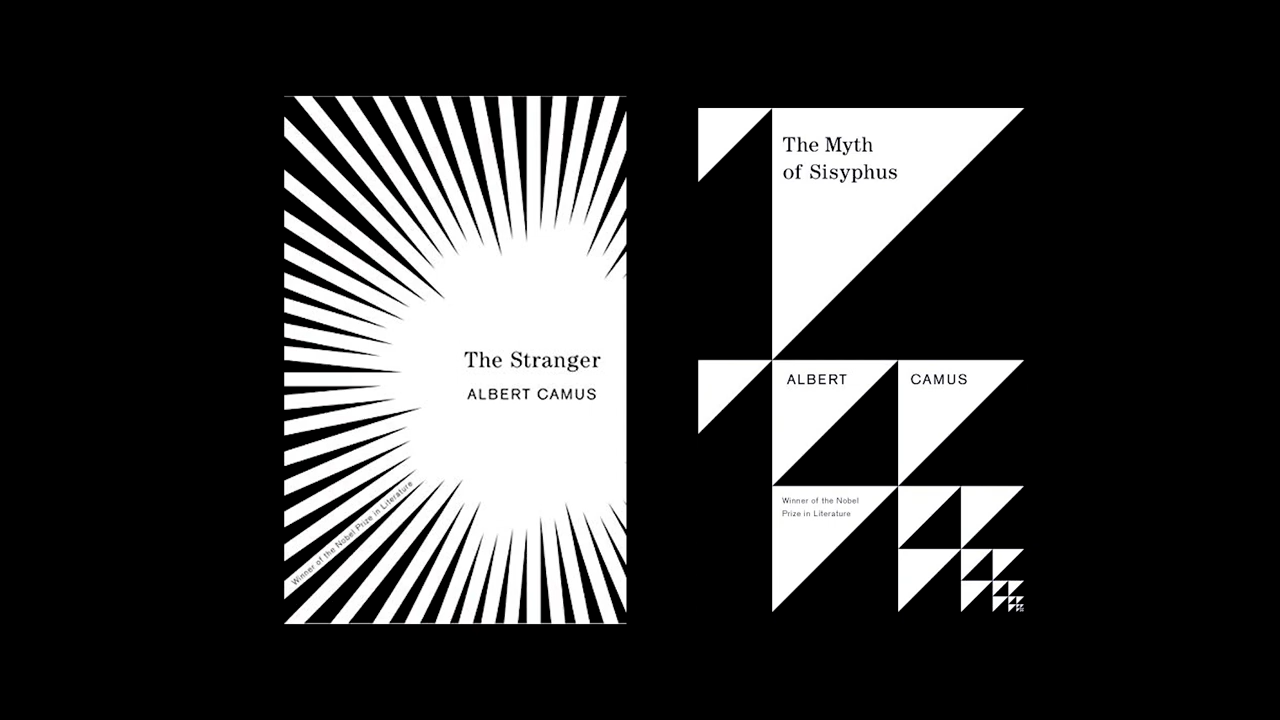 The Stranger
ALBERT CAMUS
Winner of the Nobel Prize in Literature
The Myth
of Sisyphus
ALBERT CAMUS
Winner of the Nobel
Prize in Literature